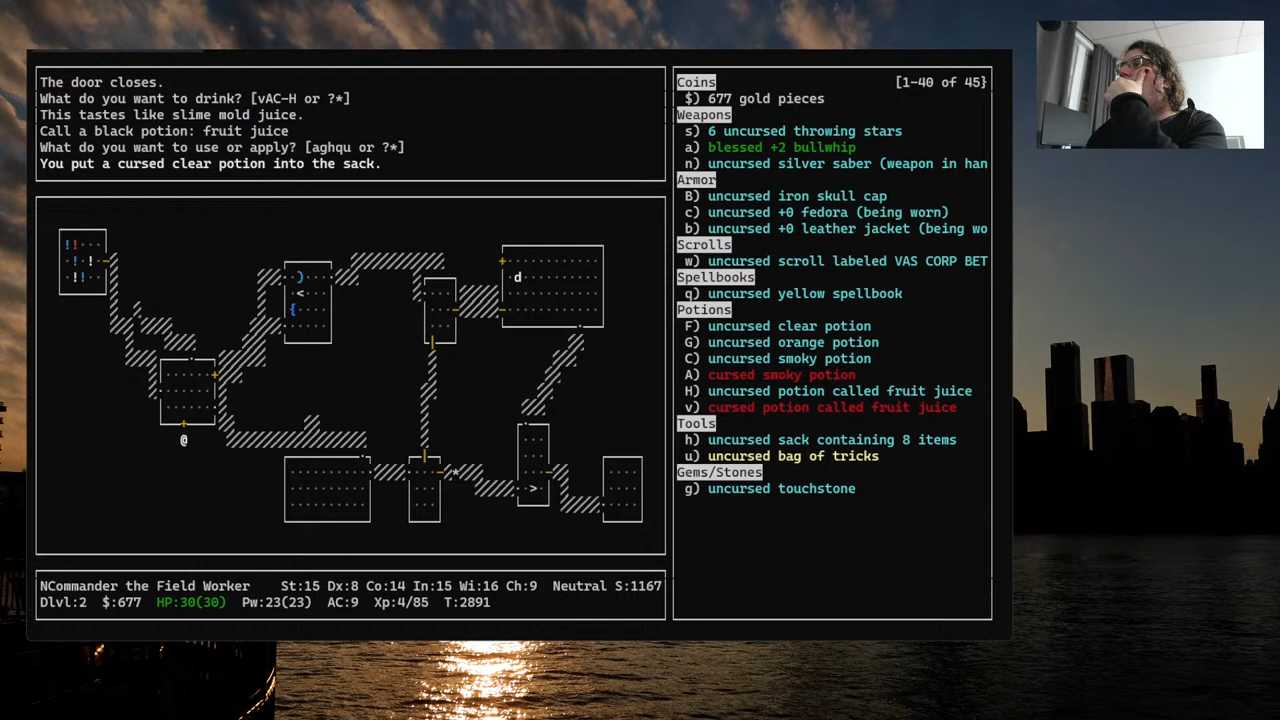 The door closes.
What do you want to drink? [vAC-H or ?*]
This tastes like slime mold juice.
Call a black potion: fruit juice
What do you want to use or apply? [aghqu or ?*]
You put a cursed clear potion into the sack.
NCommander the Field Worker St:15 Dx:8 Co:14 In:15 Wi:16 Ch:9 Neutral S:1167
Dlvl:2 $:677 HP:30(30) Pw:23(23) AC:9 Xp:4/85 T:2891
Coins [1-40 of 45}
$) 677 gold pieces
Weapons
s) 6 uncursed throwing stars
a) blessed +2 bullwhip
n) uncursed silver saber (weapon in han
Armor
B) uncursed iron skull cap
c) uncursed +0 fedora (being worn)
b) uncursed +0 leather jacket (being wo
Scrolls
w) uncursed scroll labeled VAS CORP BET
Spellbooks
q) uncursed yellow spellbook
Potions
F) uncursed clear potion
G) uncursed orange potion
C) uncursed smoky potion
A) cursed smoky potion
H) uncursed potion called fruit juice
v) cursed potion called fruit juice
Tools
h) uncursed sack containing 8 items
u) uncursed bag of tricks
Gems/Stones
g) uncursed touchstone